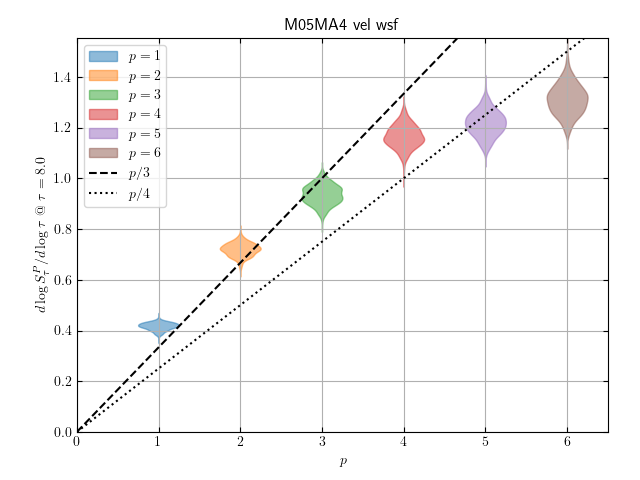 M05MA4 vel wsf
d log S_τ^P / d log τ @ τ = 8.0
p = 1
p = 2
p = 3
p = 4
p = 5
p = 6
p/3
p/4
1.4
1.2
1.0
0.8
0.6
0.4
0.2
0.0
0 1 2 3 4 5 6
p